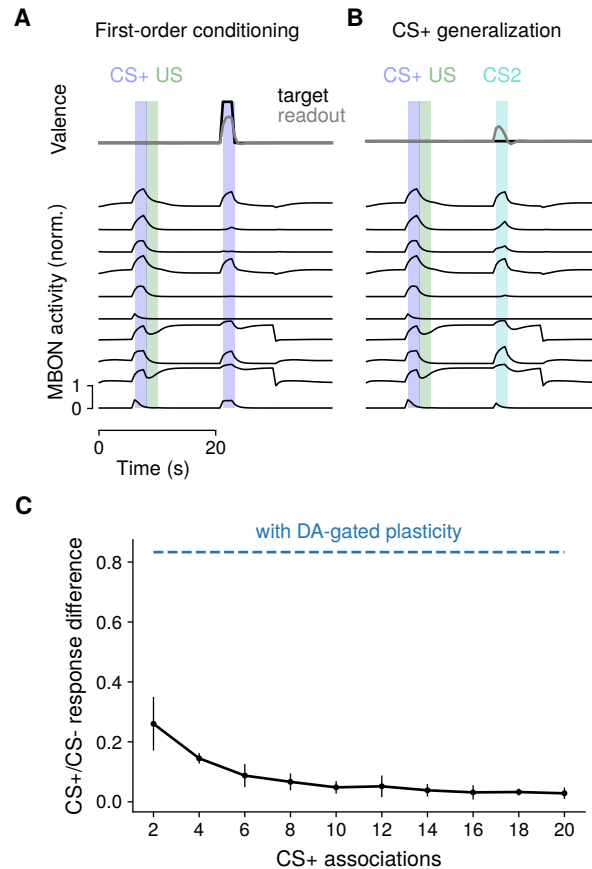 A
First-order conditioning
CS+ US
target
readout
Valence
MBON activity (norm.)
1
0
0
20
Time (s)
B
CS+ generalization
CS+ US
CS2
C
with DA-gated plasticity
CS+/CS- response difference
0.8
0.6
0.4
0.2
0.0
2 4 6 8 10 12 14 16 18 20
CS+ associations